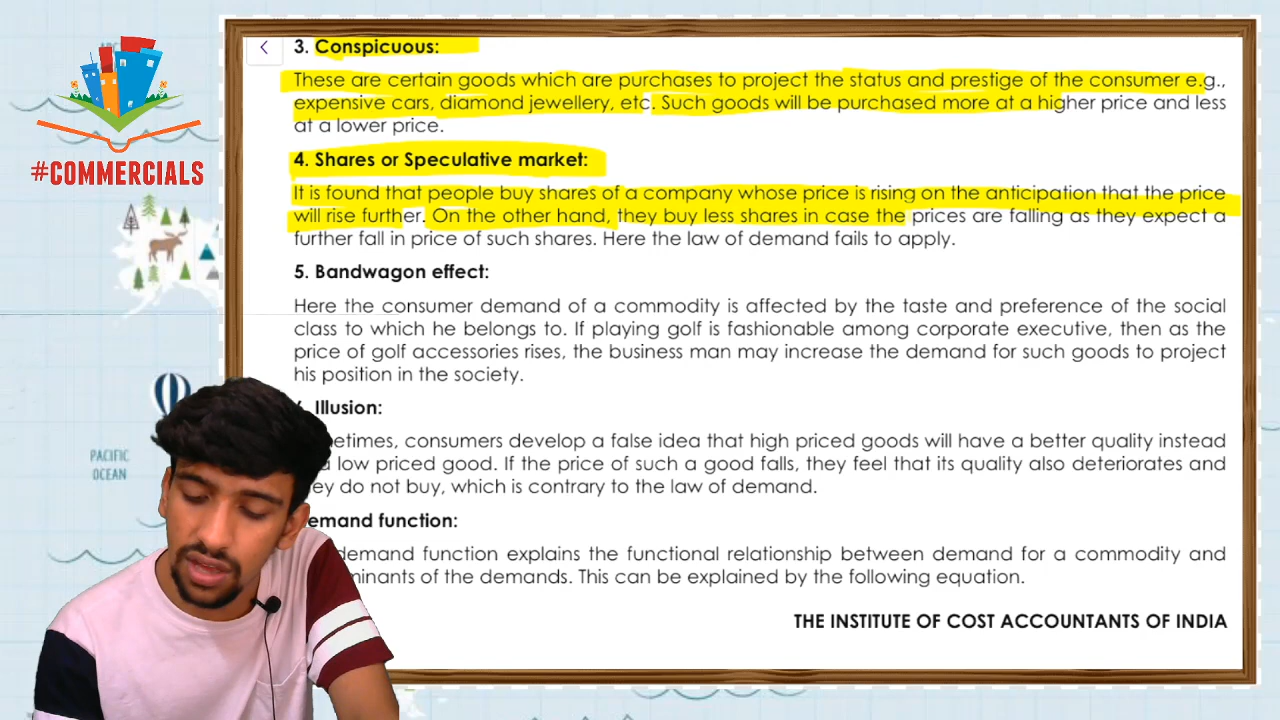 #COMMERCIALS
3. Conspicuous:
These are certain goods which are purchases to project the status and prestige of the consumer e.g.,
expensive cars, diamond jewellery, etc. Such goods will be purchased more at a higher price and less
at a lower price.
4. Shares or Speculative market:
It is found that people buy shares of a company whose price is rising on the anticipation that the price
will rise further. On the other hand, they buy less shares in case the prices are falling as they expect a
further fall in price of such shares. Here the law of demand fails to apply.
5. Bandwagon effect:
Here the consumer demand of a commodity is affected by the taste and preference of the social
class to which he belongs to. If playing golf is fashionable among corporate executive, then as the
price of golf accessories rises, the business man may increase the demand for such goods to project
his position in the society.
Illusion:
consumers develop a false idea that high priced goods will have a better quality instead
low priced good. If the price of such a good falls, they feel that its quality also deteriorates and
do not buy, which is contrary to the law of demand.
function:
demand function explains the functional relationship between demand for a commodity and
of the demands. This can be explained by the following equation.
THE INSTITUTE OF COST ACCOUNTANTS OF INDIA
PACIFIC
OCEAN